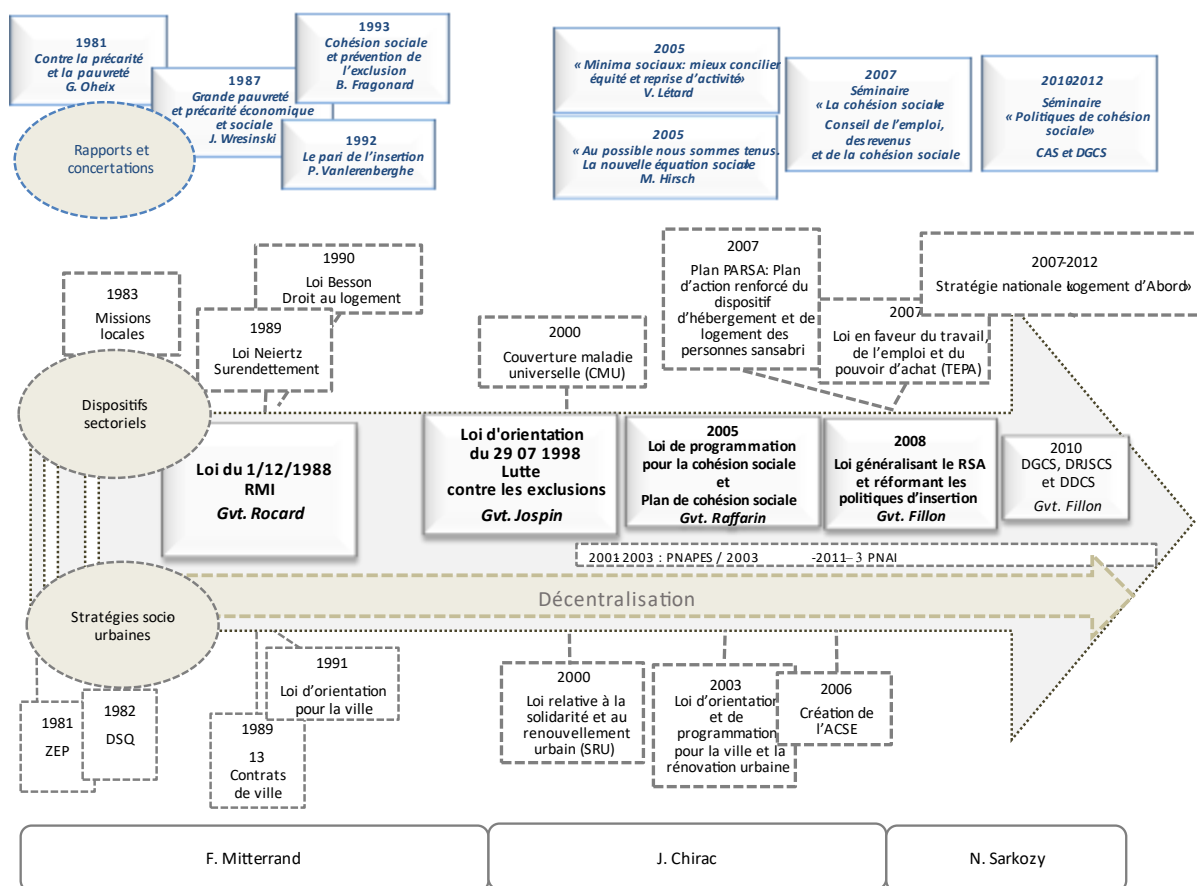 1981
Contre la précarité
et la pauvreté
G. Oheix
1987
Grande pauvreté
et précarité économique
et sociale
J. Wresinski
1993
Cohésion sociale
et prévention de
l’exclusion
B. Fragonard
1992
Le pari de l’insertion
P. Vanlerenberghe
2005
« Minima sociaux: mieux concilier
équité et reprise d’activité»
V. Létard
2005
« Au possible nous sommes tenus.
La nouvelle équation sociale»
M. Hirsch
2007
Séminaire
« La cohésion sociale»
Conseil de l’emploi,
des revenus
et de la cohésion sociale
20102012
Séminaire
« Politiques de cohésion
sociale»
CAS et DGCS
Rapports et
concertations
1983
Missions
locales
1989
Loi Neiertz
Surendettement
1990
Loi Besson
Droit au logement
2000
Couverture maladie
universelle (CMU)
2007
Plan PARSA: Plan
d’action renforcé du
dispositif
d’hébergement et de
logement des
personnes sansabri
2007
Loi en faveur du travail,
de l’emploi et du
pouvoir d’achat (TEPA)
2007-2012
Stratégie nationale «Logement d’Abord»
Dispositifs
sectoriels
Loi du 1/12/1988
RMI
Gvt. Rocard
Loi d'orientation
du 29 07 1998
Lutte
contre les exclusions
Gvt. Jospin
2005
Loi de programmation
pour la cohésion sociale
et
Plan de cohésion sociale
Gvt. Raffarin
2008
Loi généralisant le RSA
et réformant les
politiques d’insertion
Gvt. Fillon
2010
DGCS, DRJSCS
et DDCS
Gvt. Fillon
2001-2003 : PNAPES / 2003 -2011– 3 PNAI
Décentralisation
Stratégies socio
urbaines
1981
ZEP
1982
DSQ
1989
13
Contrats
de ville
1991
Loi d’orientation
pour la ville
2000
Loi relative à la
solidarité et au
renouvellement
urbain (SRU)
2003
Loi d’orientation
et de
programmation
pour la ville et la
rénovation urbaine
2006
Création de
l’ACSE
F. Mitterrand
J. Chirac
N. Sarkozy